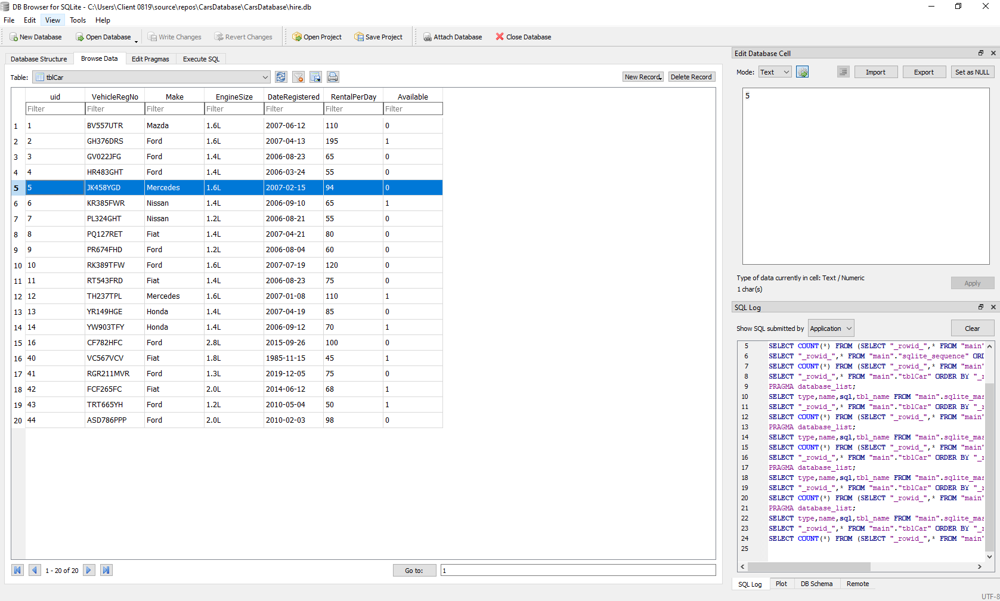 DB Browser for SQLite - C:\Users\Client 0819\source\repos\CarsDatabase\CarsDatabase\hire.db
File Edit View Tools Help
New Database Open Database Write Changes Revert Changes Open Project Save Project Attach Database Close Database
Database Structure Browse Data Edit Pragmas Execute SQL
Table: tblCar New Record Delete Record
uid VehicleRegNo Make EngineSize DateRegistered RentalPerDay Available
Filter Filter Filter Filter Filter Filter Filter
1 1 BV557UTR Mazda 1.6L 2007-06-12 110 0
2 2 GH376DRS Ford 1.6L 2007-04-13 195 1
3 3 GV022JFG Ford 1.4L 2006-08-23 65 0
4 4 HR483GHT Ford 1.4L 2006-03-24 55 0
5 5 JK458YGD Mercedes 1.6L 2007-02-15 94 0
6 6 KR385FWR Nissan 1.4L 2006-09-10 65 1
7 7 PL324GHT Nissan 1.2L 2006-08-21 55 0
8 8 PQ127RET Fiat 1.4L 2007-04-21 80 0
9 9 PR674FHD Ford 1.2L 2006-08-04 60 0
10 10 RK389TFW Ford 1.6L 2007-07-19 120 0
11 11 RT543FRD Fiat 1.4L 2006-08-23 75 0
12 12 TH237TPL Mercedes 1.6L 2007-01-08 110 1
13 13 YR149HGE Honda 1.4L 2007-04-19 85 0
14 14 YW903TFY Honda 1.4L 2006-09-12 70 1
15 16 CF782HFC Ford 2.8L 2015-09-26 100 0
16 40 VC567VCV Fiat 1.8L 1985-11-15 45 1
17 41 RGR211MVR Ford 1.3L 2019-12-05 75 0
18 42 FCF265FC Fiat 2.0L 2014-06-12 68 1
19 43 TRT665YH Ford 1.2L 2010-05-04 50 1
20 44 ASD786PPP Ford 2.0L 2010-02-03 98 0
1 - 20 of 20 Go to: 1
Edit Database Cell
Mode: Text Import Export Set as NULL
5
Type of data currently in cell: Text / Numeric
1 char(s)
Apply
SQL Log
Show SQL submitted by Application Clear
5 SELECT COUNT(*) FROM (SELECT "_rowid_",* FROM "main"
6 SELECT "_rowid_",* FROM "main"."sqlite_sequence" ORD
7 SELECT COUNT(*) FROM (SELECT "_rowid_",* FROM "main"
8 SELECT "_rowid_",* FROM "main"."tblCar" ORDER BY "_r
9 PRAGMA database_list;
10 SELECT type,name,sql,tbl_name FROM "main".sqlite_mas
11 SELECT "_rowid_",* FROM "main"."tblCar" ORDER BY "_r
12 SELECT COUNT(*) FROM (SELECT "_rowid_",* FROM "main"
13 PRAGMA database_list;
14 SELECT type,name,sql,tbl_name FROM "main".sqlite_mas
15 SELECT COUNT(*) FROM (SELECT "_rowid_",* FROM "main"
16 SELECT "_rowid_",* FROM "main"."tblCar" ORDER BY "_r
17 PRAGMA database_list;
18 SELECT type,name,sql,tbl_name FROM "main".sqlite_mas
19 SELECT "_rowid_",* FROM "main"."tblCar" ORDER BY "_r
20 SELECT COUNT(*) FROM (SELECT "_rowid_",* FROM "main"
21 PRAGMA database_list;
22 SELECT type,name,sql,tbl_name FROM "main".sqlite_mas
23 SELECT "_rowid_",* FROM "main"."tblCar" ORDER BY "_r
24 SELECT COUNT(*) FROM (SELECT "_rowid_",* FROM "main"
25
SQL Log Plot DB Schema Remote
UTF-8